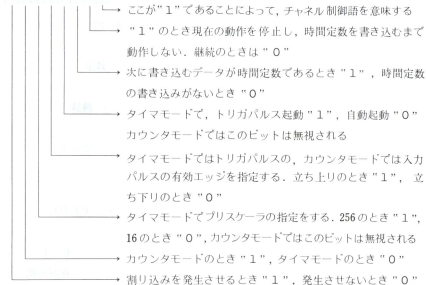 ここが"1"であることによって，チャネル制御語を意味する
"1"のとき現在の動作を停止し，時間定数を書き込むまで
動作しない．継続のときは"0"
次に書き込むデータが時間定数であるとき"1"，時間定数
の書き込みがないとき"0"
タイマモードで，トリガパルス起動"1"，自動起動"0"
カウンタモードではこのビットは無視される
タイマモードではトリガパルスの，カウンタモードでは入力
パルスの有効エッジを指定する．立ち上りのとき"1"，立
ち下りのとき"0"
タイマモードでプリスケーラの指定をする．256のとき"1"，
16のとき"0"，カウンタモードではこのビットは無視される
カウンタモードのとき"1"，タイマモードのとき"0"
割り込みを発生させるとき"1"，発生させないとき"0"